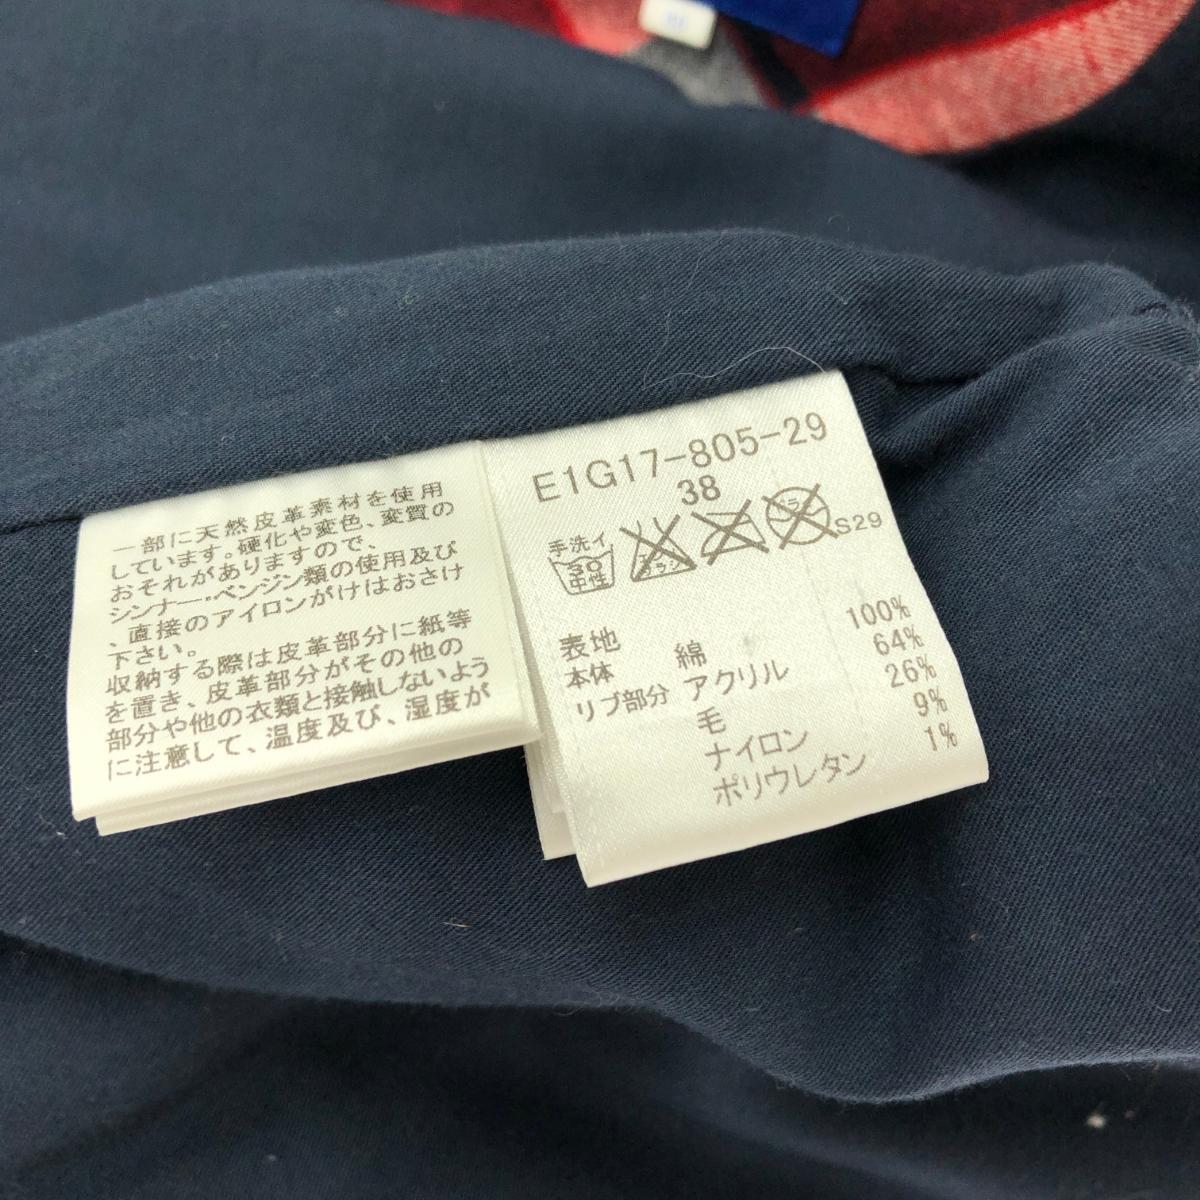 一部に天然皮革素材を使用
しています。硬化や変色、変質の
おそれがありますので、
シンナー・ベンジン類の使用及び
、直接のアイロンがけはおさけ
下さい。
収納する際は皮革部分に紙等
を置き、皮革部分がその他の
部分や他の衣類と接触しないよう
に注意して、温度及び、湿度が
E1G17-805-29
38
手洗イ
30
中性
S29
表地
本体 綿 100%
リブ部分 アクリル 64%
毛 26%
ナイロン 9%
ポリウレタン 1%